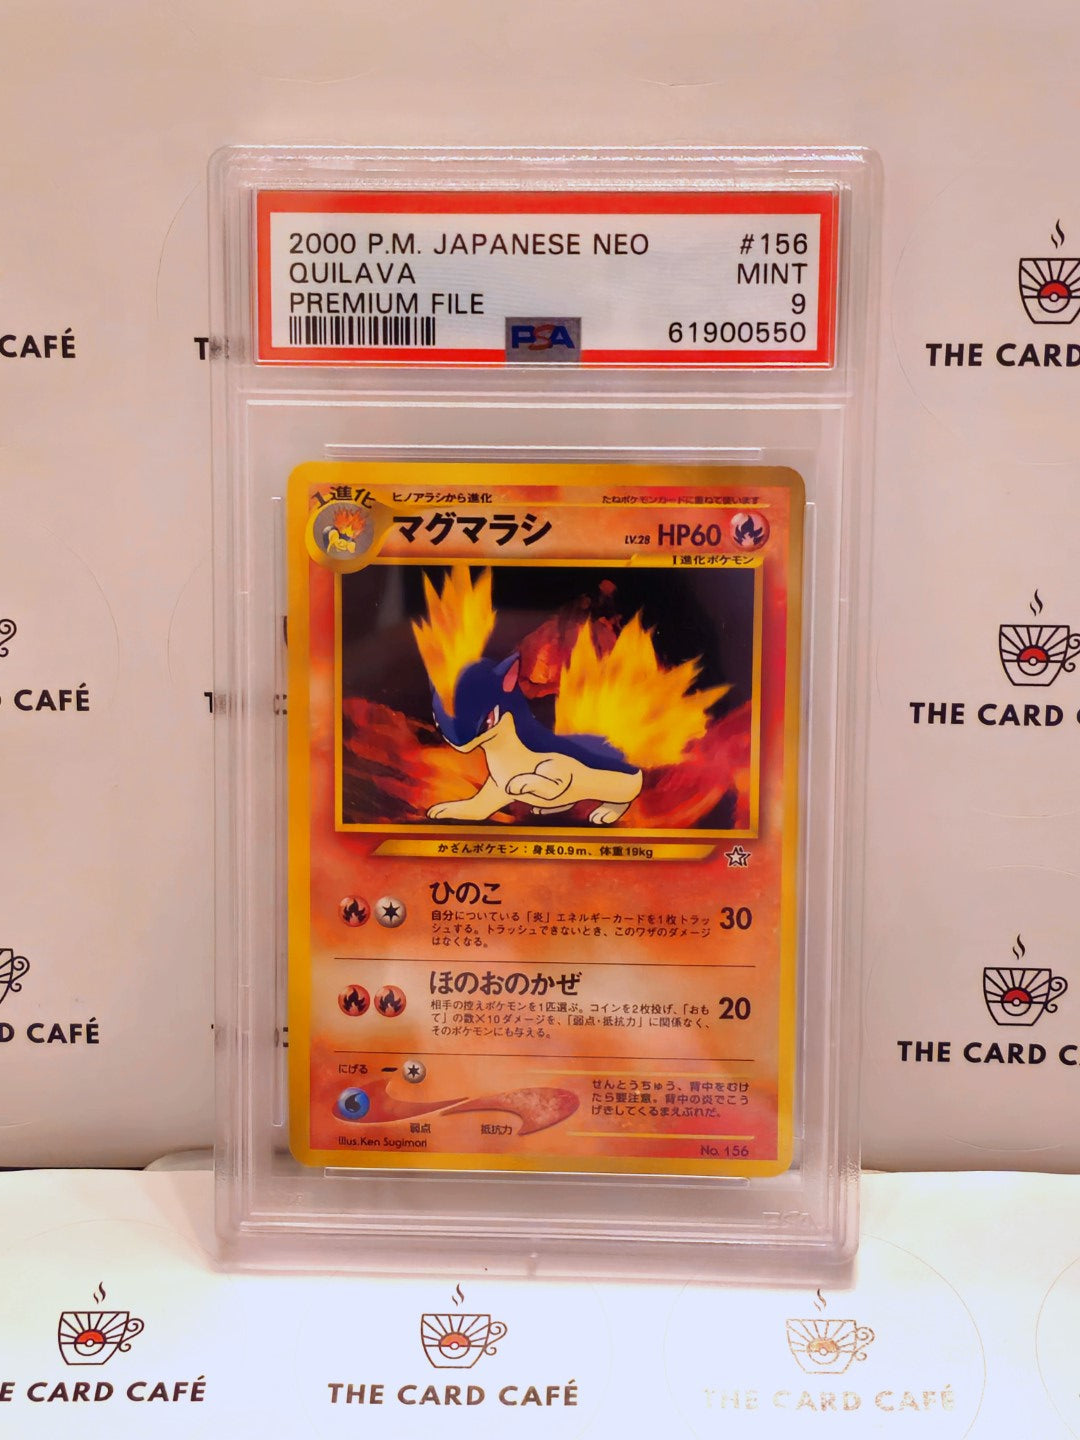 2000 P.M. JAPANESE NEO #156
QUILAVA MINT
PREMIUM FILE 9
PSA 61900550
1進化 ヒノアラシから進化 たねポケモンカードに重ねて使います
マグマラシ LV.28 HP60
1進化ポケモン
かざんポケモン：身長0.9m、体重19kg
ひのこ
自分についている「炎」エネルギーカードを1枚トラッ
シュする。トラッシュできないとき、このワザのダメージ
はなくなる。
30
ほのおのかぜ
相手の控えポケモンを1匹選ぶ。コインを2枚投げ、「おも
て」の数×10ダメージを、「弱点・抵抗力」に関係なく、
そのポケモンにも与える。
20
にげる
弱点 抵抗力
せんとうちゅう、背中をむけ
たら要注意。背中の炎でこう
げきしてくるまえぶれだ。
Illus. Ken Sugimori No. 156
CAFÉ
THE CARD
CAFÉ
THE CARD
D CAFÉ
THE CARD C
E CARD CAFÉ
THE CARD CAFÉ
THE CARD CAFÉ